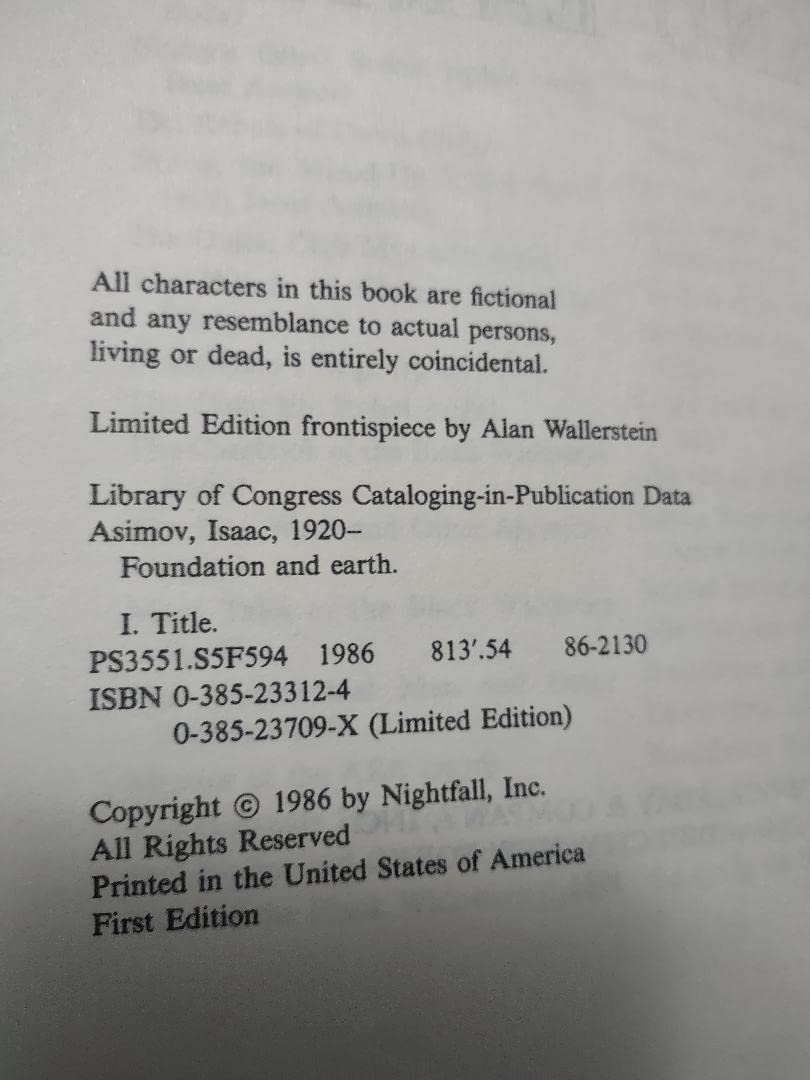 All characters in this book are fictional
and any resemblance to actual persons,
living or dead, is entirely coincidental.
Limited Edition frontispiece by Alan Wallerstein
Library of Congress Cataloging-in-Publication Data
Asimov, Isaac, 1920–
Foundation and earth.
I. Title.
PS3551.S5F594 1986 813′.54 86-2130
ISBN 0-385-23312-4
0-385-23709-X (Limited Edition)
Copyright © 1986 by Nightfall, Inc.
All Rights Reserved
Printed in the United States of America
First Edition